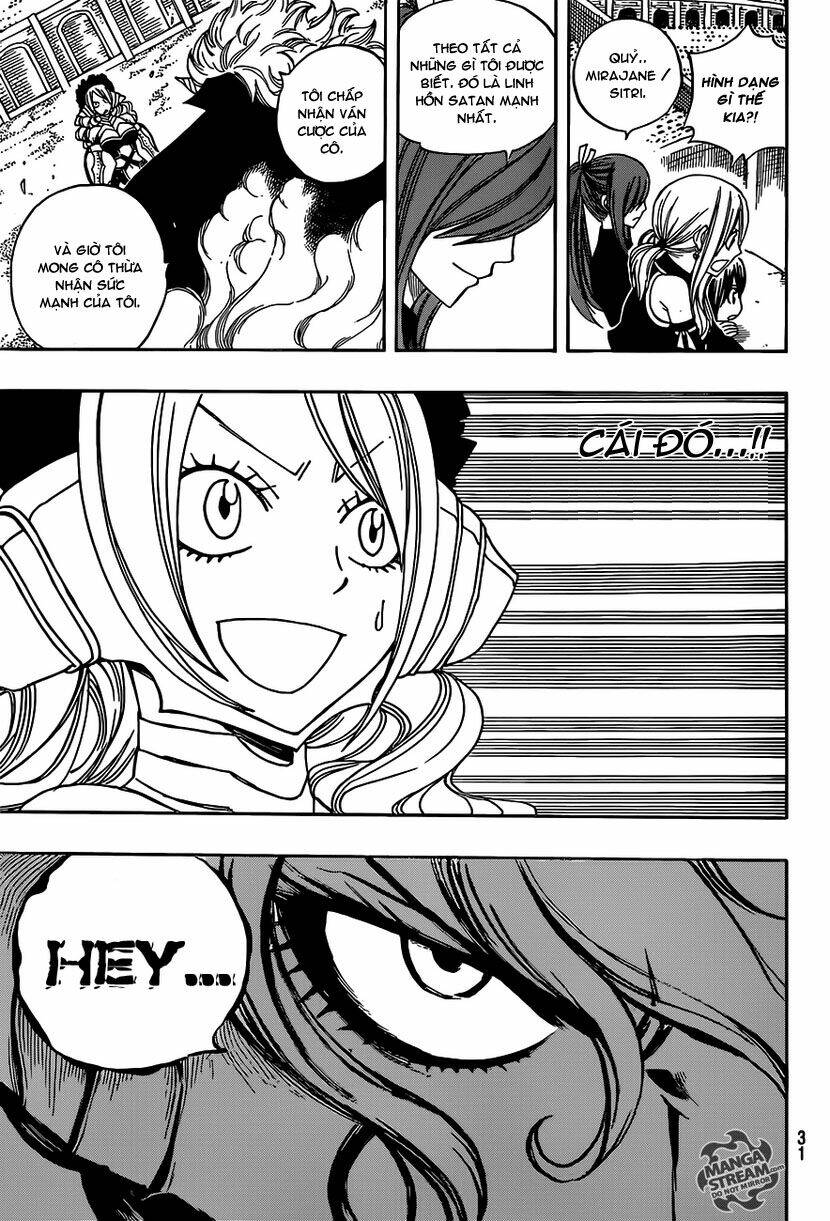 HÌNH DẠNG
GÌ THẾ
KIA?!
QUỶ..
MIRAJANE /
SITRI.
THEO TẤT CẢ
NHỮNG GÌ TÔI ĐƯỢC
BIẾT. ĐÓ LÀ LINH
HỒN SATAN MẠNH
NHẤT.
TÔI CHẤP
NHẬN VÁN
CƯỢC CỦA
CÔ.
VÀ GIỜ TÔI
MONG CÔ THỪA
NHẬN SỨC
MẠNH CỦA TÔI.
CÁI ĐÓ...!!
HEY....
31
MANGA
STREAM.com
DO NOT MIRROR!